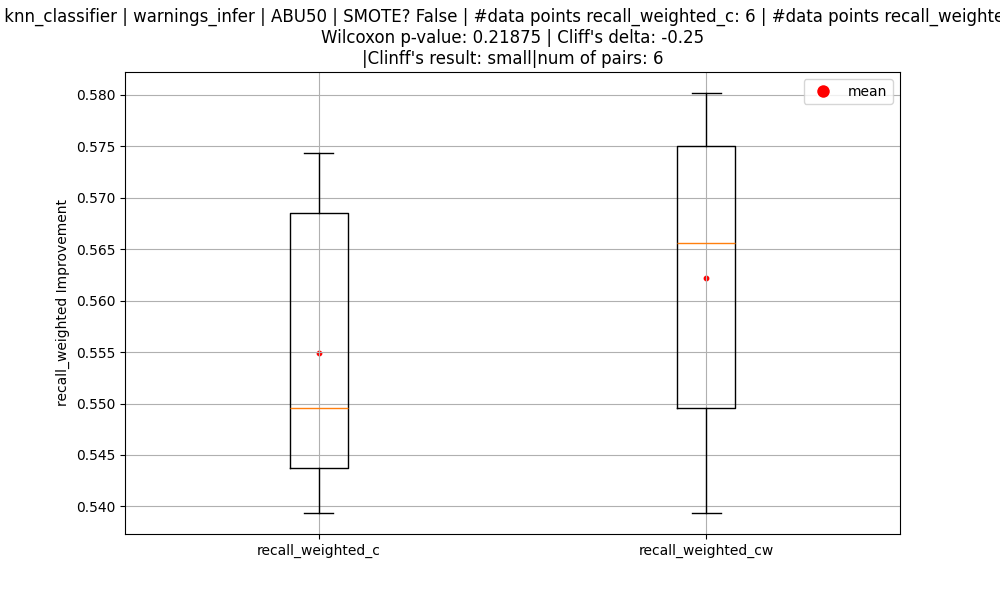 knn_classifier | warnings_infer | ABU50 | SMOTE? False | #data points recall_weighted_c: 6 | #data points
Wilcoxon p-value: 0.21875 | Cliff's delta: -0.25
|Clinff's result: small|num of pairs: 6
mean
0.580
0.575
0.570
0.565
0.560
0.555
0.550
0.545
0.540
recall_weighted Improvement
recall_weighted_c
recall_weighted_cw